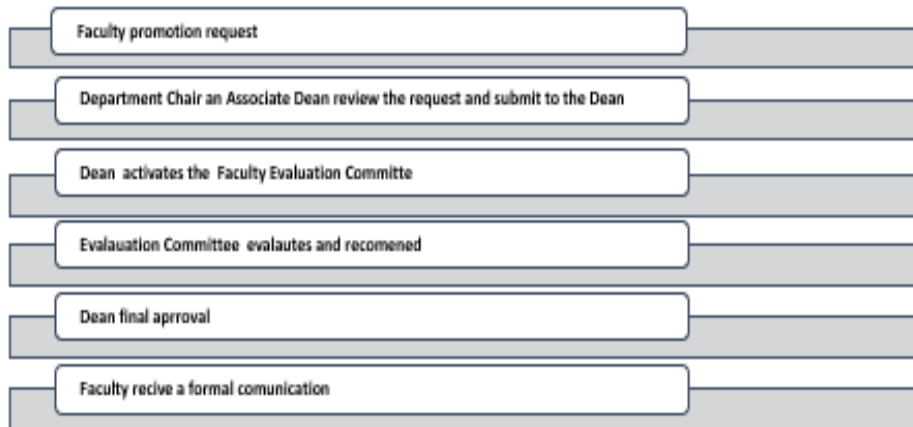 Faculty promotion request
Department Chair an Associate Dean review the request and submit to the Dean
Dean activates the Faculty Evaluation Committe
Evalauation Committee evalautes and recomened
Dean final aprroval
Faculty recive a formal comunication